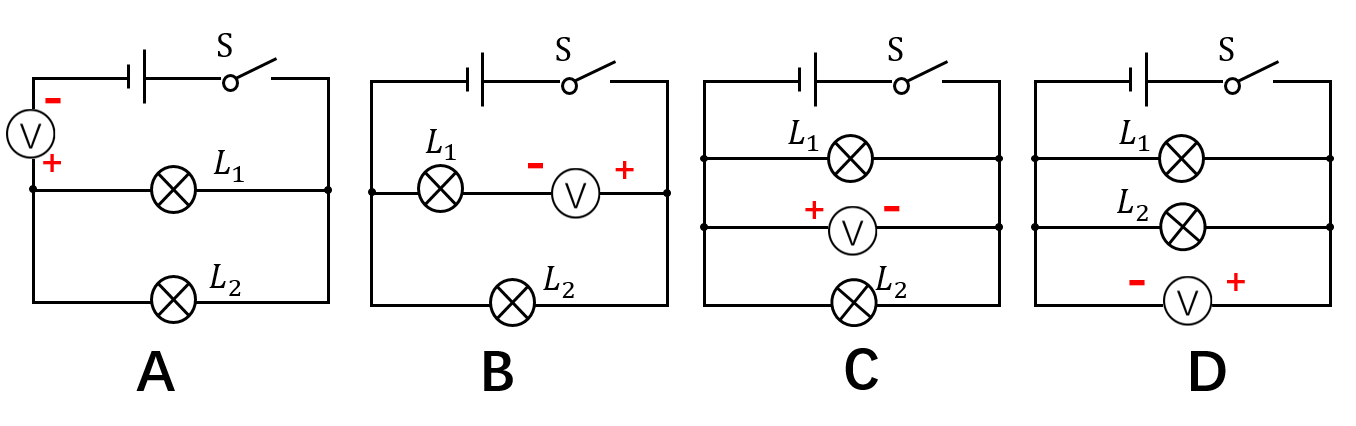 S
-
V
+
L₁
L₂
A
S
L₁
-
+
V
L₂
B
S
L₁
+
-
V
L₂
C
S
L₁
L₂
-
+
V
D